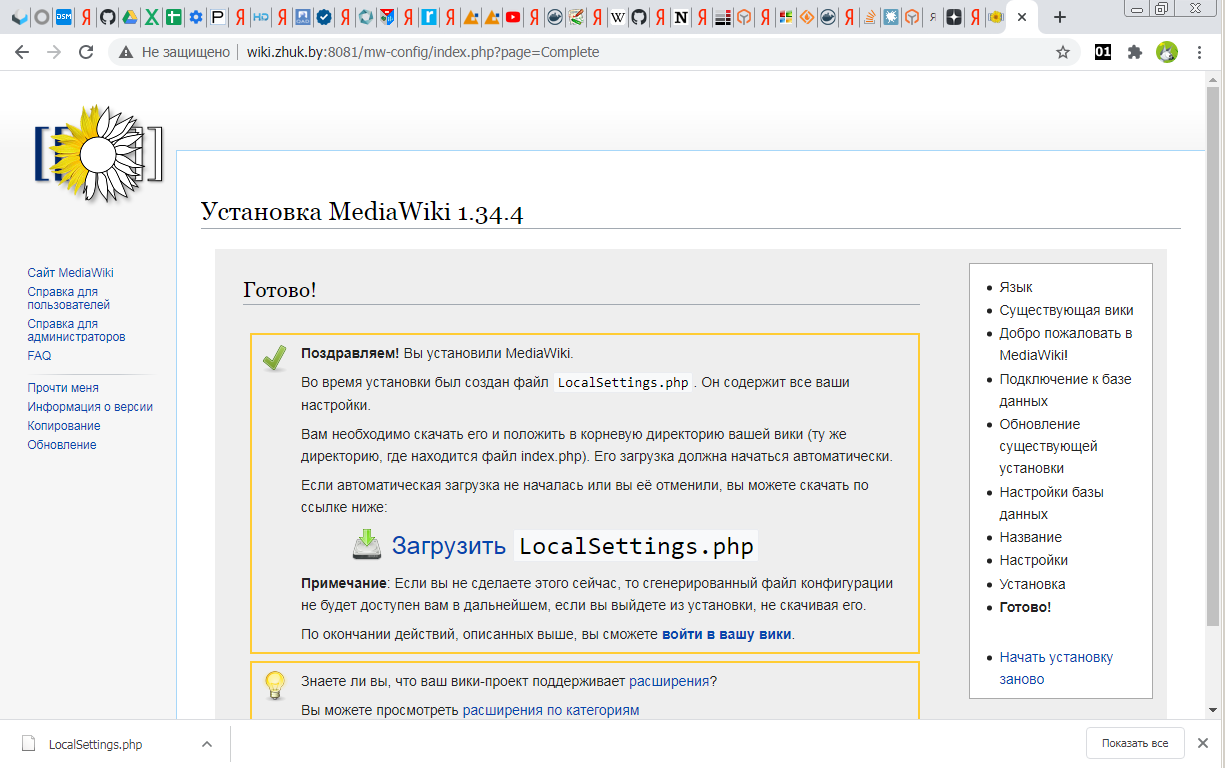 Не защищено wiki.zhuk.by:8081/mw-config/index.php?page=Complete
01
Установка MediaWiki 1.34.4
Сайт MediaWiki
Справка для
пользователей
Справка для
администраторов
FAQ
Прочти меня
Информация о версии
Копирование
Обновление
Готово!
Поздравляем! Вы установили MediaWiki.
Во время установки был создан файл LocalSettings.php. Он содержит все ваши
настройки.
Вам необходимо скачать его и положить в корневую директорию вашей вики (ту же
директорию, где находится файл index.php). Его загрузка должна начаться автоматически.
Если автоматическая загрузка не началась или вы её отменили, вы можете скачать по
ссылке ниже:
Загрузить LocalSettings.php
Примечание: Если вы не сделаете этого сейчас, то сгенерированный файл конфигурации
не будет доступен вам в дальнейшем, если вы выйдете из установки, не скачивая его.
По окончании действий, описанных выше, вы сможете войти в вашу вики.
Знаете ли вы, что ваш вики-проект поддерживает расширения?
Вы можете просмотреть расширения по категориям
Язык
Существующая вики
Добро пожаловать в
MediaWiki!
Подключение к базе
данных
Обновление
существующей
установки
Настройки базы
данных
Название
Настройки
Установка
Готово!
Начать установку
заново
LocalSettings.php
Показать все